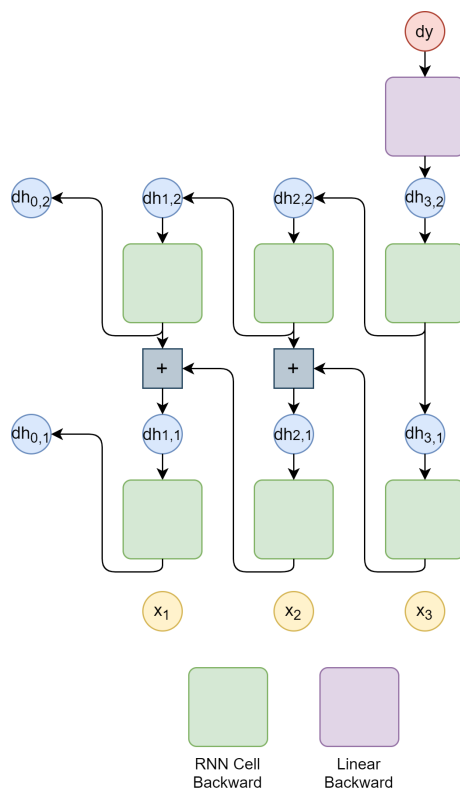 dy
dh0,2
dh1,2
dh2,2
dh3,2
+
+
dh0,1
dh1,1
dh2,1
dh3,1
x1
x2
x3
RNN Cell
Backward
Linear
Backward